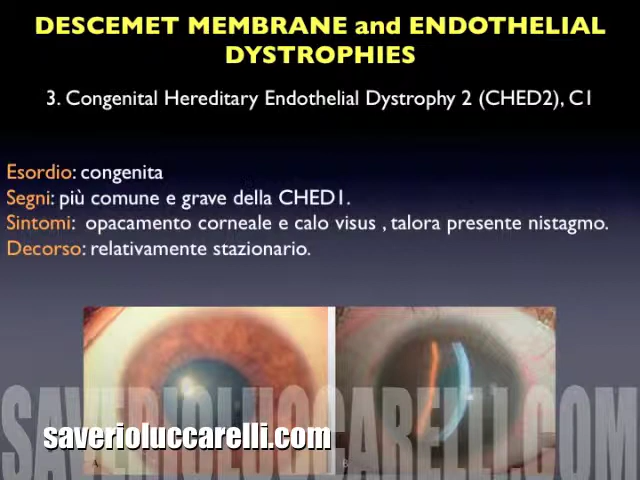 DESCEMET MEMBRANE and ENDOTHELIAL
DYSTROPHIES
3. Congenital Hereditary Endothelial Dystrophy 2 (CHED2), C1
Esordio: congenita
Segni: più comune e grave della CHED1.
Sintomi:  opacamento corneale e calo visus , talora presente nistagmo.
Decorso: relativamente stazionario.
SAVERIOLUCCARELLI.COM
saverioluccarelli.com
A
B